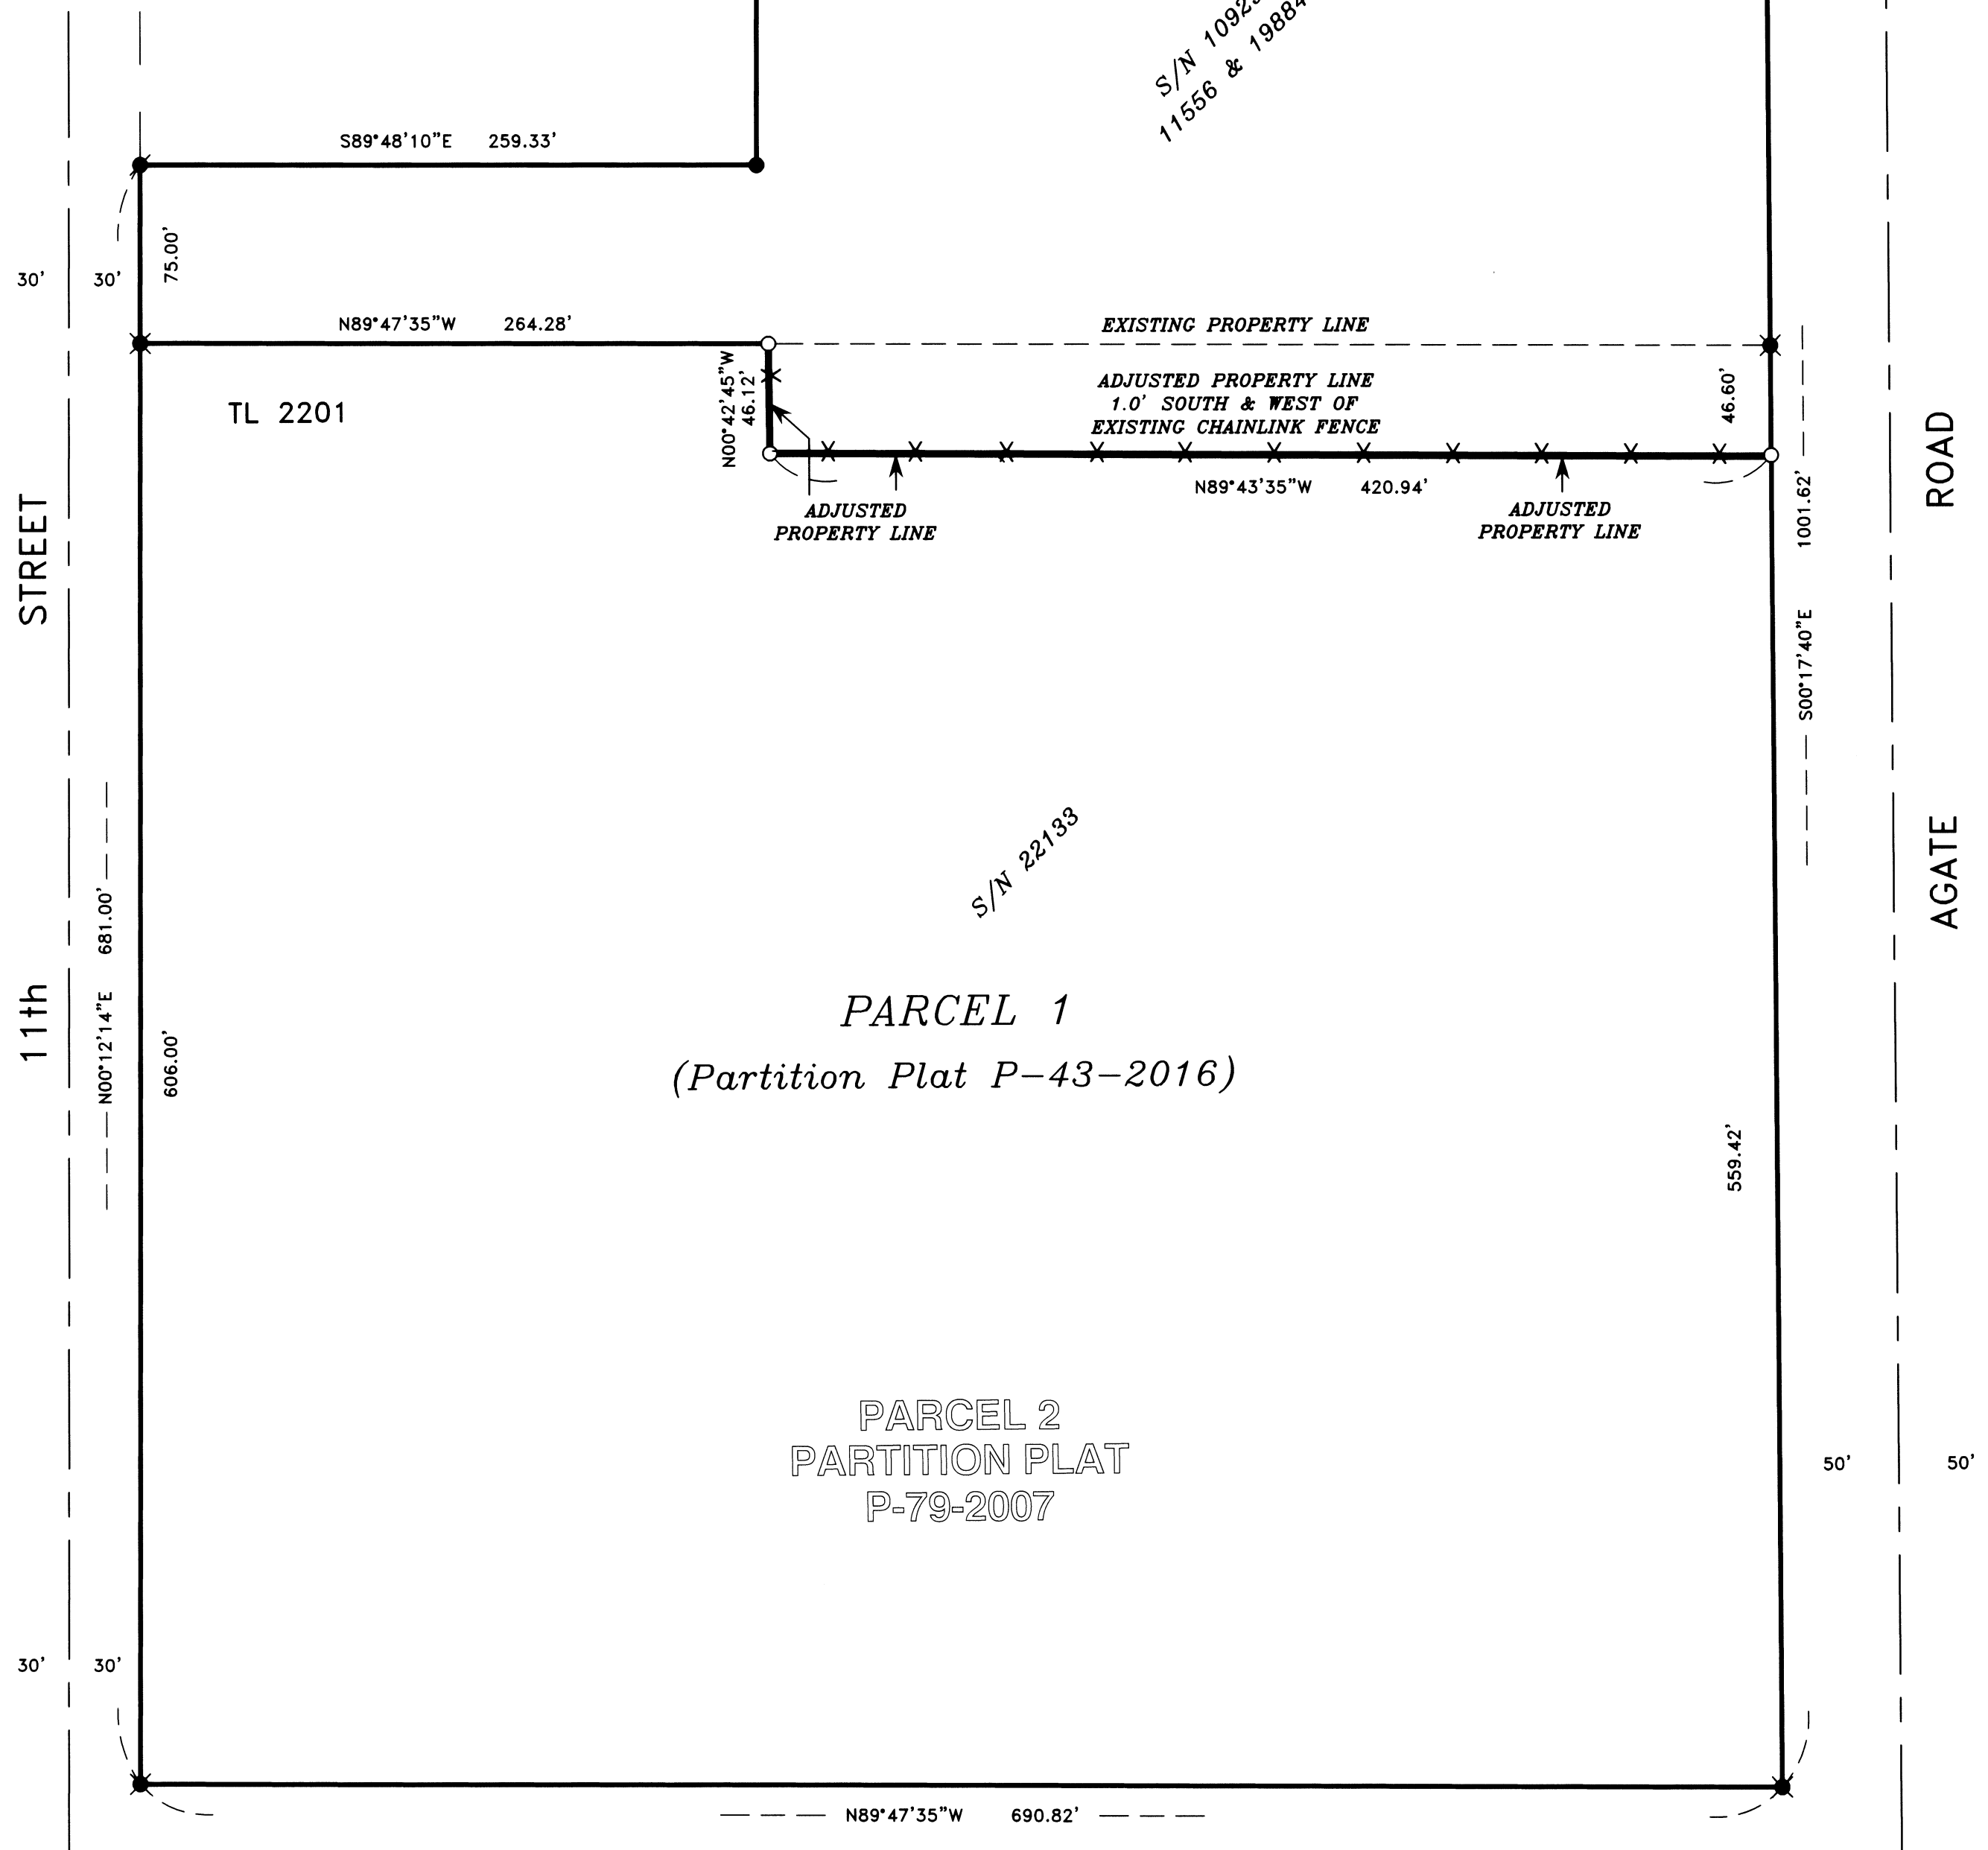 S/N
11556 & 19884
S89°48'10"E 259.33'
75.00'
30' 30'
N89°47'35"W 264.28'
EXISTING PROPERTY LINE
TL 2201
N00°42'45"W
46.12'
ADJUSTED PROPERTY LINE
1.0' SOUTH & WEST OF
EXISTING CHAINLINK FENCE
46.60'
N89°43'35"W 420.94'
ADJUSTED
PROPERTY LINE
ADJUSTED
PROPERTY LINE
S00°17'40"E 1001.62'
AGATE ROAD
11th STREET
N00°12'14"E 681.00'
606.00'
S/N 22133
PARCEL 1
(Partition Plat P-43-2016)
559.42'
PARCEL 2
PARTITION PLAT
P-79-2007
50' 50'
30' 30'
N89°47'35"W 690.82'